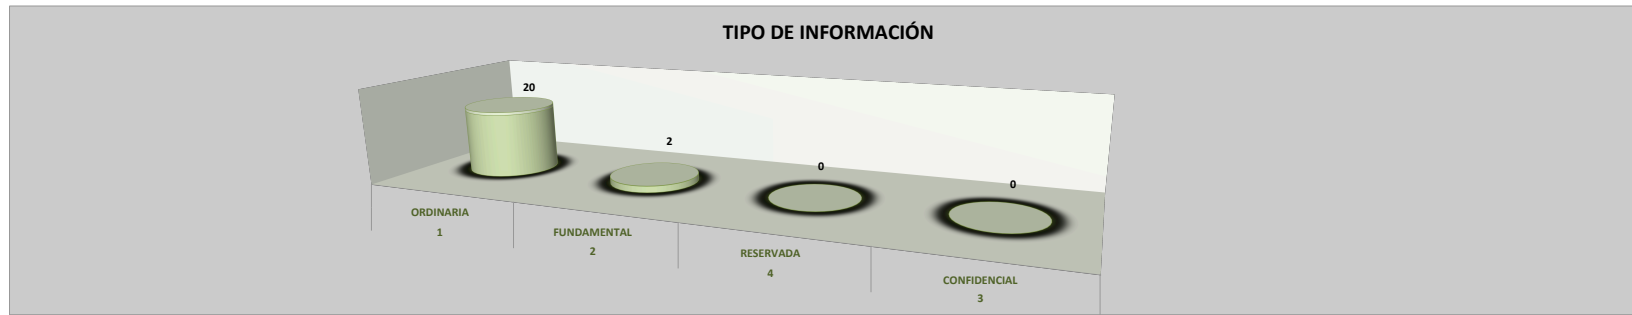 TIPO DE INFORMACIÓN
20
2
0
0
ORDINARIA
1
FUNDAMENTAL
2
RESERVADA
4
CONFIDENCIAL
3